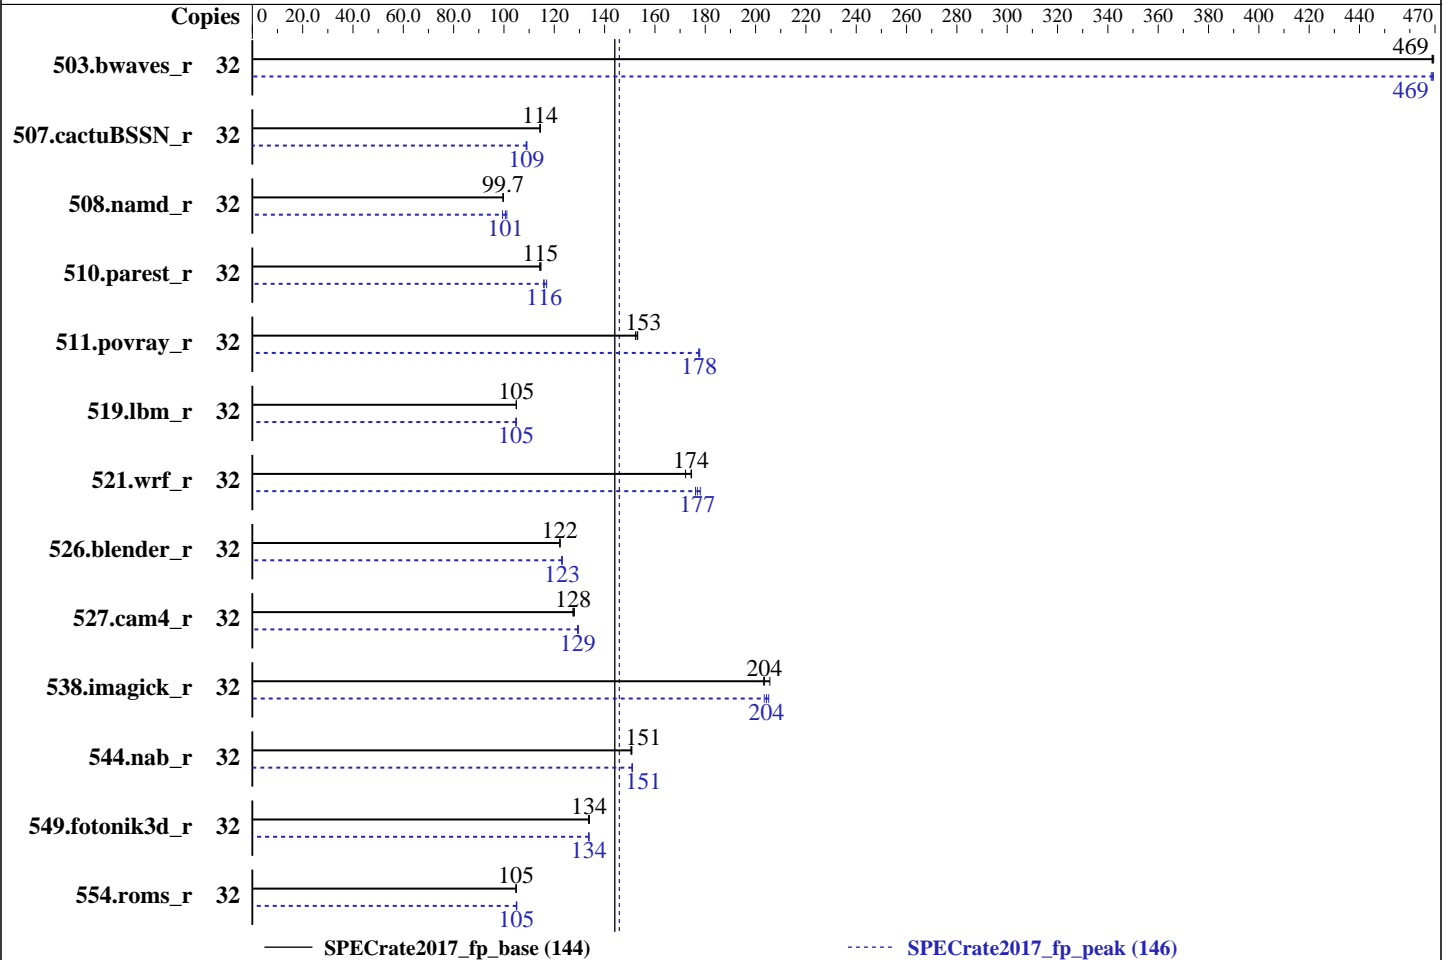 Copies 0 20.0 40.0 60.0 80.0 100 120 140 160 180 200 220 240 260 280 300 320 340 360 380 400 420 440 470
469
503.bwaves_r 32
469
114
507.cactuBSSN_r 32
109
99.7
508.namd_r 32
101
115
510.parest_r 32
116
153
511.povray_r 32
178
105
519.lbm_r 32
105
174
521.wrf_r 32
177
122
526.blender_r 32
123
128
527.cam4_r 32
129
204
538.imagick_r 32
204
151
544.nab_r 32
151
134
549.fotonik3d_r 32
134
105
554.roms_r 32
105
SPECrate2017_fp_base (144) SPECrate2017_fp_peak (146)